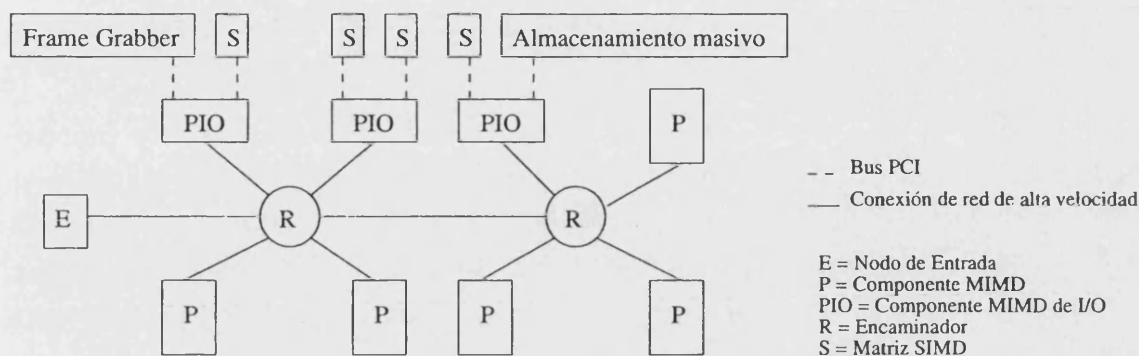 Frame Grabber S S S S Almacenamiento masivo
PIO PIO PIO P
Bus PCI
Conexión de red de alta velocidad
E R R
P P P P
E = Nodo de Entrada
P = Componente MIMD
PIO = Componente MIMD de I/O
R = Encaminador
S = Matriz SIMD